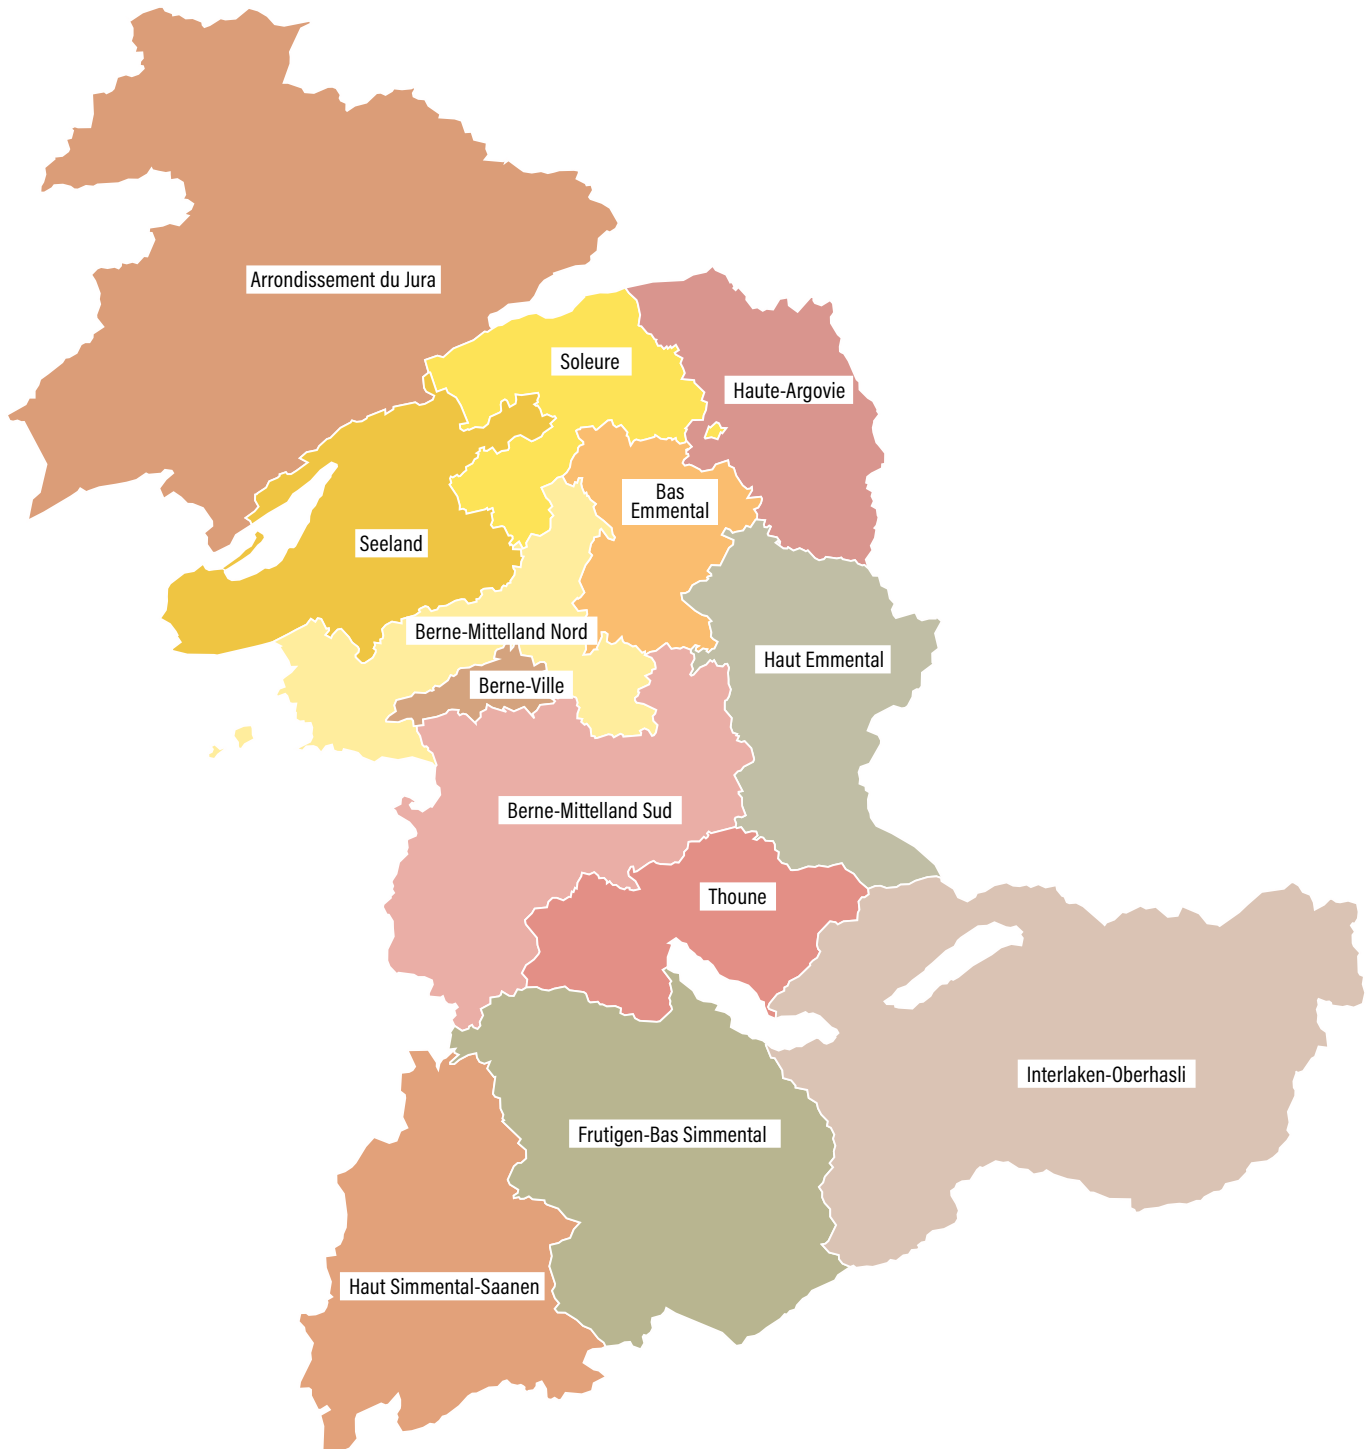 Arrondissement du Jura
Soleure
Haute-Argovie
Bas
Emmental
Seeland
Berne-Mittelland Nord
Haut Emmental
Berne-Ville
Berne-Mittelland Sud
Thoune
Interlaken-Oberhasli
Frutigen-Bas Simmental
Haut Simmental-Saanen